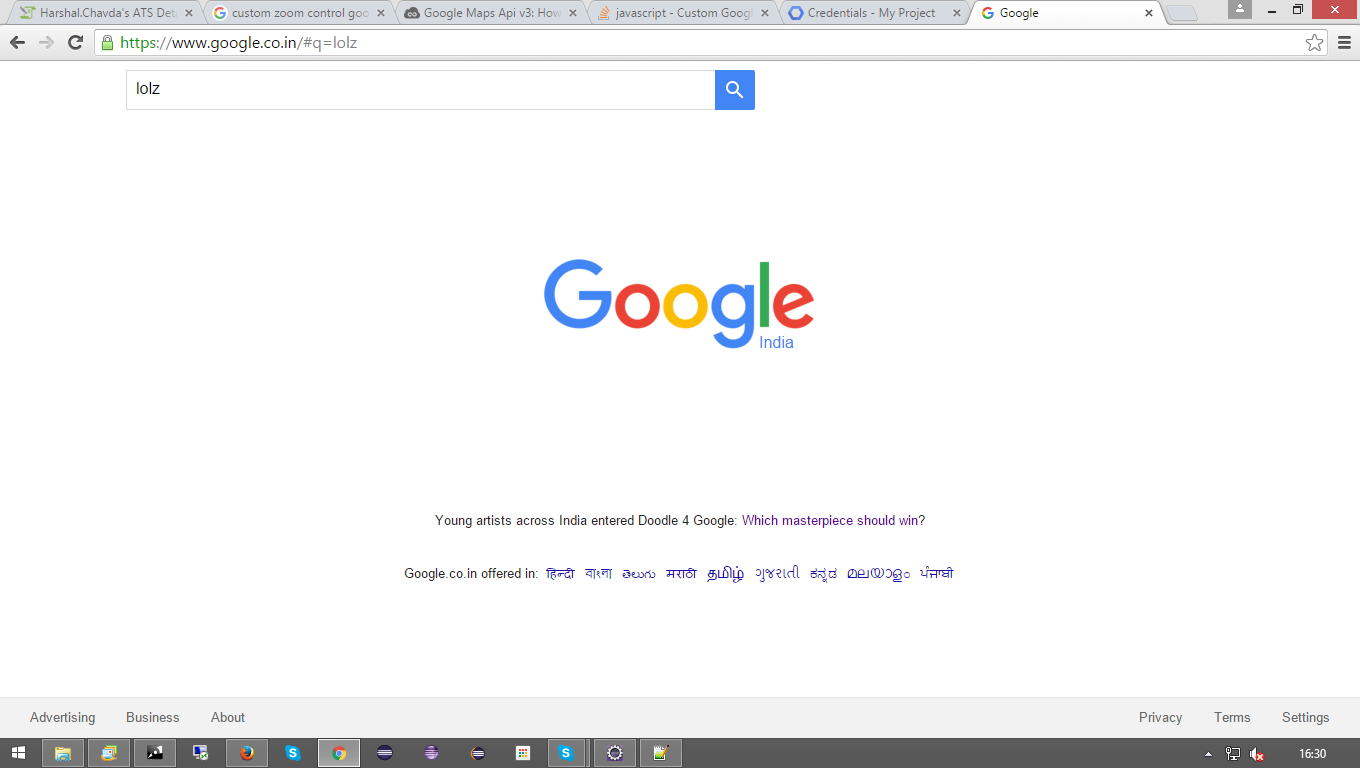 Harshal.Chavda's ATS Det
custom zoom control goo
Google Maps Api v3: How
javascript - Custom Googl
Credentials - My Project
Google
https://www.google.co.in/#q=lolz
lolz
Google
India
Young artists across India entered Doodle 4 Google: Which masterpiece should win?
Google.co.in offered in: हिन्दी বাংলা తెలుగు मराठी தமிழ் ગુજરાતી ಕನ್ನಡ മലയാളം ਪੰਜਾਬੀ
Advertising Business About Privacy Terms Settings
16:30